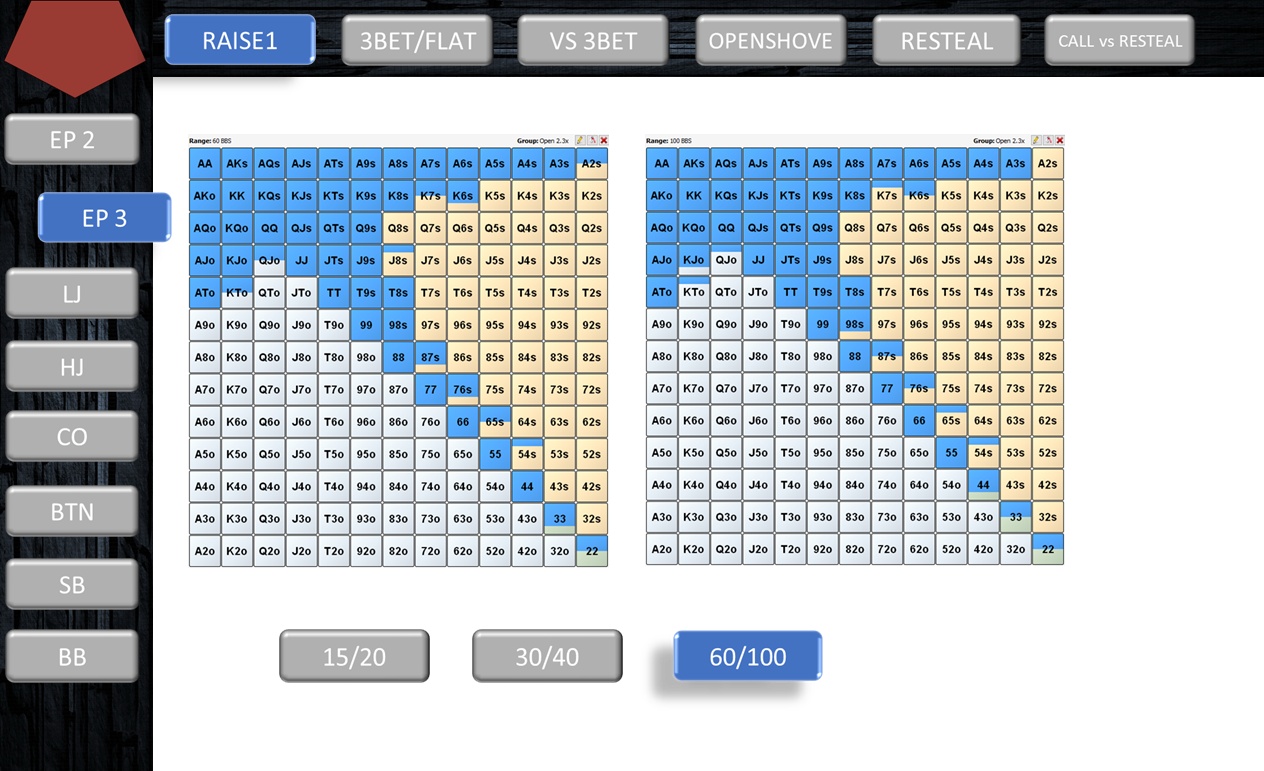 RAISE1 3BET/FLAT VS 3BET OPENSHOVE RESTEAL CALL vs RESTEAL
EP 2
EP 3
LJ
HJ
CO
BTN
SB
BB
Range: 60 BBS Group: Open 2.3x
AA AKs AQs AJs ATs A9s A8s A7s A6s A5s A4s A3s A2s
AKo KK KQs KJs KTs K9s K8s K7s K6s K5s K4s K3s K2s
AQo KQo QQ QJs QTs Q9s Q8s Q7s Q6s Q5s Q4s Q3s Q2s
AJo KJo QJo JJ JTs J9s J8s J7s J6s J5s J4s J3s J2s
ATo KTo QTo JTo TT T9s T8s T7s T6s T5s T4s T3s T2s
A9o K9o Q9o J9o T9o 99 98s 97s 96s 95s 94s 93s 92s
A8o K8o Q8o J8o T8o 98o 88 87s 86s 85s 84s 83s 82s
A7o K7o Q7o J7o T7o 97o 87o 77 76s 75s 74s 73s 72s
A6o K6o Q6o J6o T6o 96o 86o 76o 66 65s 64s 63s 62s
A5o K5o Q5o J5o T5o 95o 85o 75o 65o 55 54s 53s 52s
A4o K4o Q4o J4o T4o 94o 84o 74o 64o 54o 44 43s 42s
A3o K3o Q3o J3o T3o 93o 83o 73o 63o 53o 43o 33 32s
A2o K2o Q2o J2o T2o 92o 82o 72o 62o 52o 42o 32o 22
Range: 100 BBS Group: Open 2.3x
AA AKs AQs AJs ATs A9s A8s A7s A6s A5s A4s A3s A2s
AKo KK KQs KJs KTs K9s K8s K7s K6s K5s K4s K3s K2s
AQo KQo QQ QJs QTs Q9s Q8s Q7s Q6s Q5s Q4s Q3s Q2s
AJo KJo QJo JJ JTs J9s J8s J7s J6s J5s J4s J3s J2s
ATo KTo QTo JTo TT T9s T8s T7s T6s T5s T4s T3s T2s
A9o K9o Q9o J9o T9o 99 98s 97s 96s 95s 94s 93s 92s
A8o K8o Q8o J8o T8o 98o 88 87s 86s 85s 84s 83s 82s
A7o K7o Q7o J7o T7o 97o 87o 77 76s 75s 74s 73s 72s
A6o K6o Q6o J6o T6o 96o 86o 76o 66 65s 64s 63s 62s
A5o K5o Q5o J5o T5o 95o 85o 75o 65o 55 54s 53s 52s
A4o K4o Q4o J4o T4o 94o 84o 74o 64o 54o 44 43s 42s
A3o K3o Q3o J3o T3o 93o 83o 73o 63o 53o 43o 33 32s
A2o K2o Q2o J2o T2o 92o 82o 72o 62o 52o 42o 32o 22
15/20 30/40 60/100